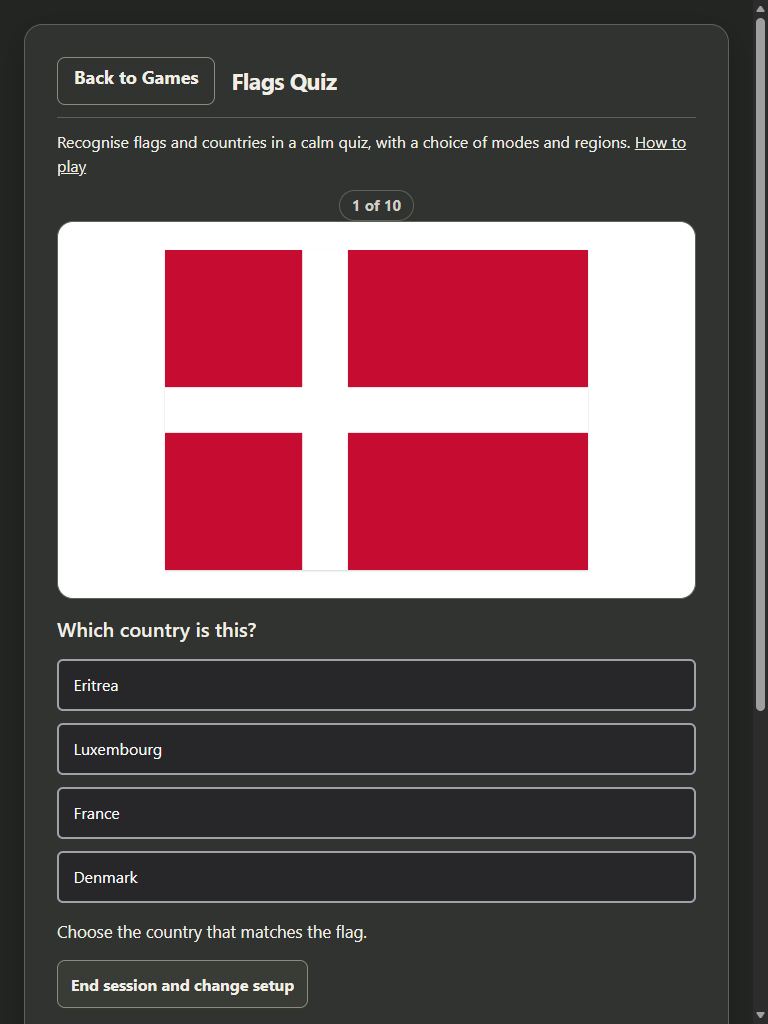 Back to Games
Flags Quiz
Recognise flags and countries in a calm quiz, with a choice of modes and regions. How to
play
1 of 10
Which country is this?
Eritrea
Luxembourg
France
Denmark
Choose the country that matches the flag.
End session and change setup